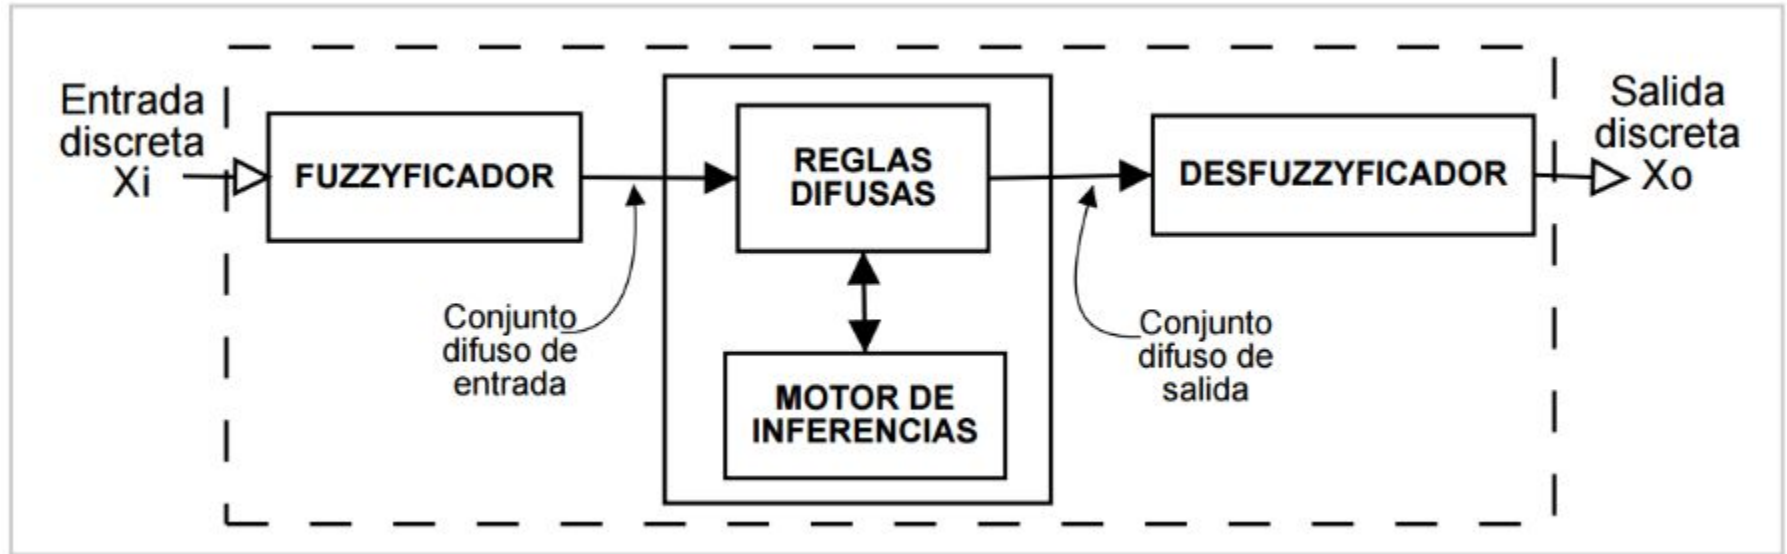 Entrada
discreta
Xi
FUZZYFICADOR
Conjunto
difuso de
entrada
REGLAS
DIFUSAS
MOTOR DE
INFERENCIAS
Conjunto
difuso de
salida
DESFUZZYFICADOR
Salida
discreta
Xo